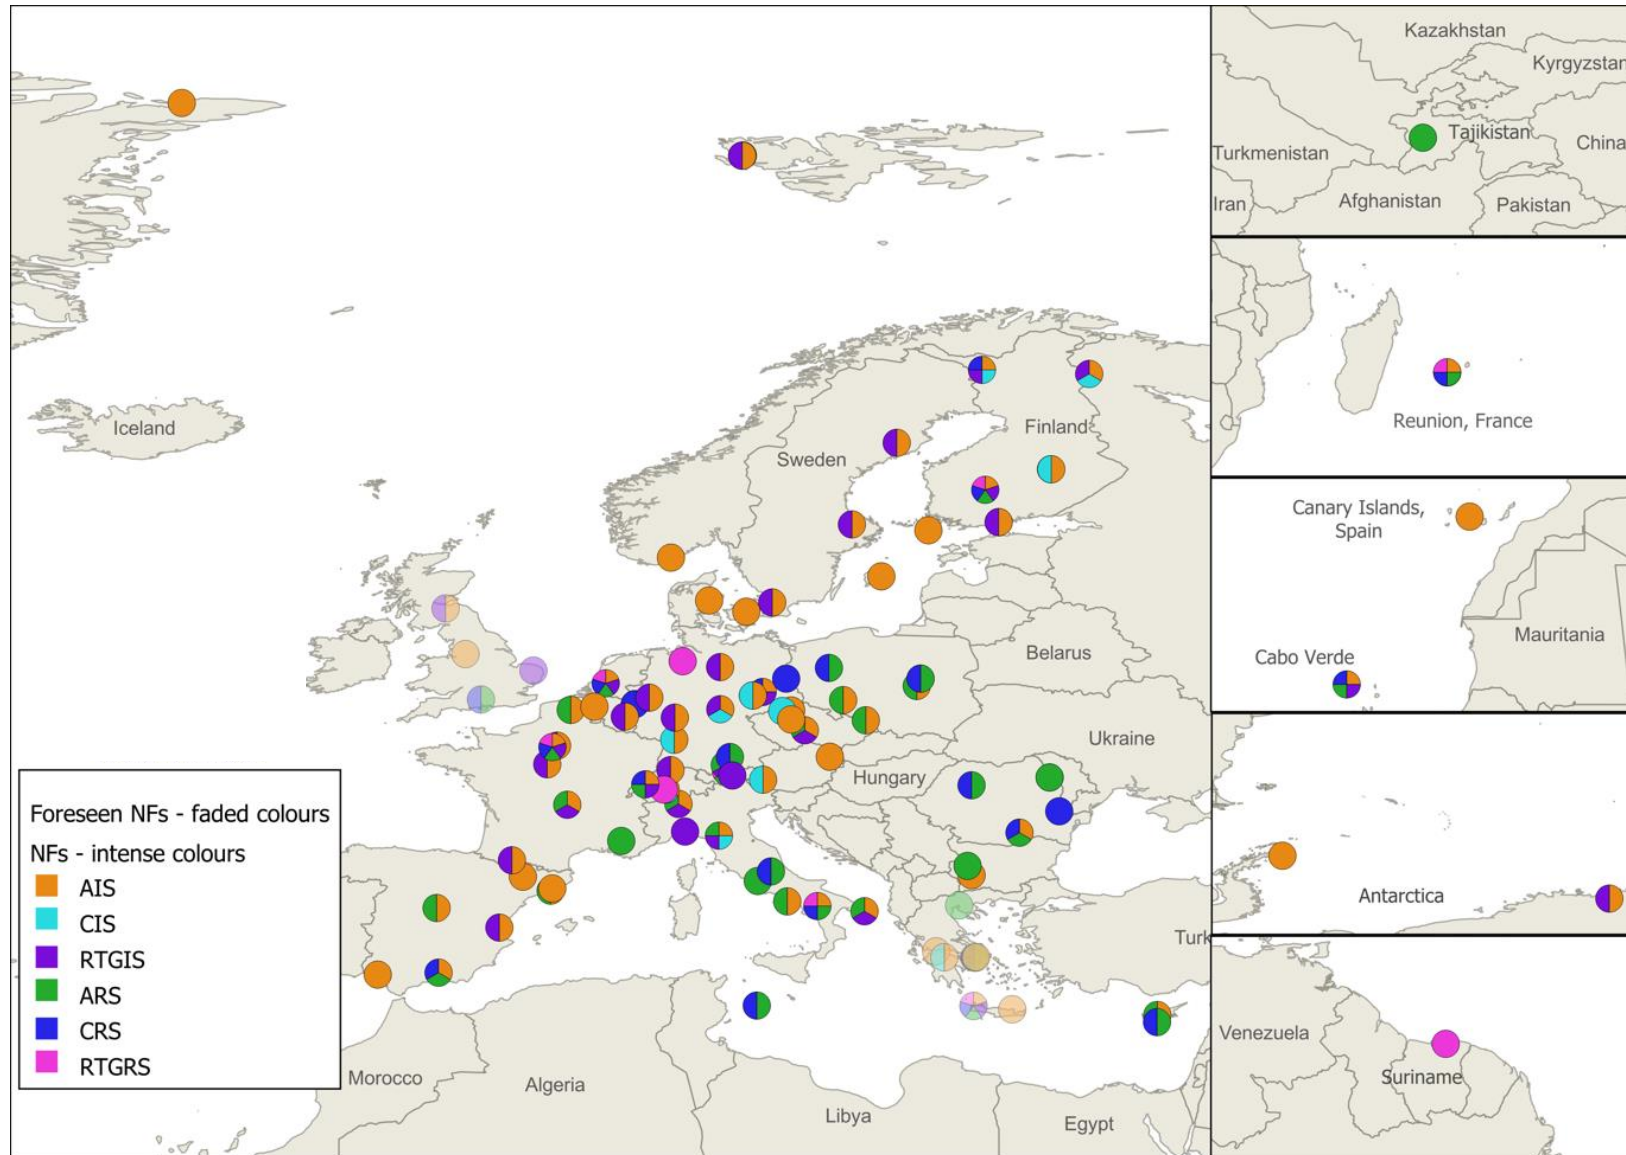 Kazakhstan
Kyrgyzstan
Tajikistan
China
Turkmenistan
Iran
Afghanistan
Pakistan
Reunion, France
Canary Islands,
Spain
Mauritania
Cabo Verde
Antarctica
Venezuela
Suriname
Iceland
Sweden
Finland
Belarus
Ukraine
Hungary
Turk
Morocco
Algeria
Libya
Egypt
Foreseen NFs - faded colours
NFs - intense colours
AIS
CIS
RTGIS
ARS
CRS
RTGRS